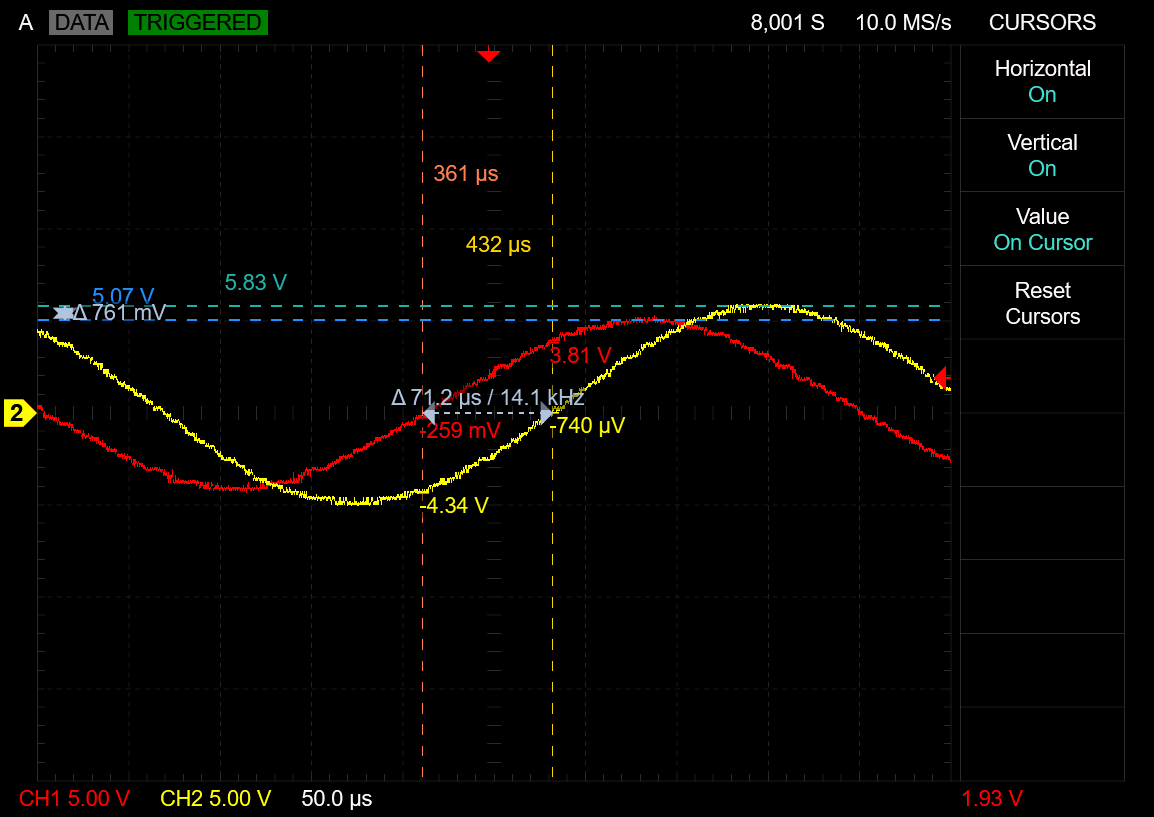 A DATA TRIGGERED 8,001 S 10.0 MS/s CURSORS
Horizontal
On
Vertical
On
Value
On Cursor
Reset
Cursors
361 µs
432 µs
5.83 V
5.07 V
Δ 761 mV
3.81 V
Δ 71.2 µs / 14.1 kHz
2
-259 mV
-740 µV
-4.34 V
CH1 5.00 V CH2 5.00 V 50.0 µs 1.93 V